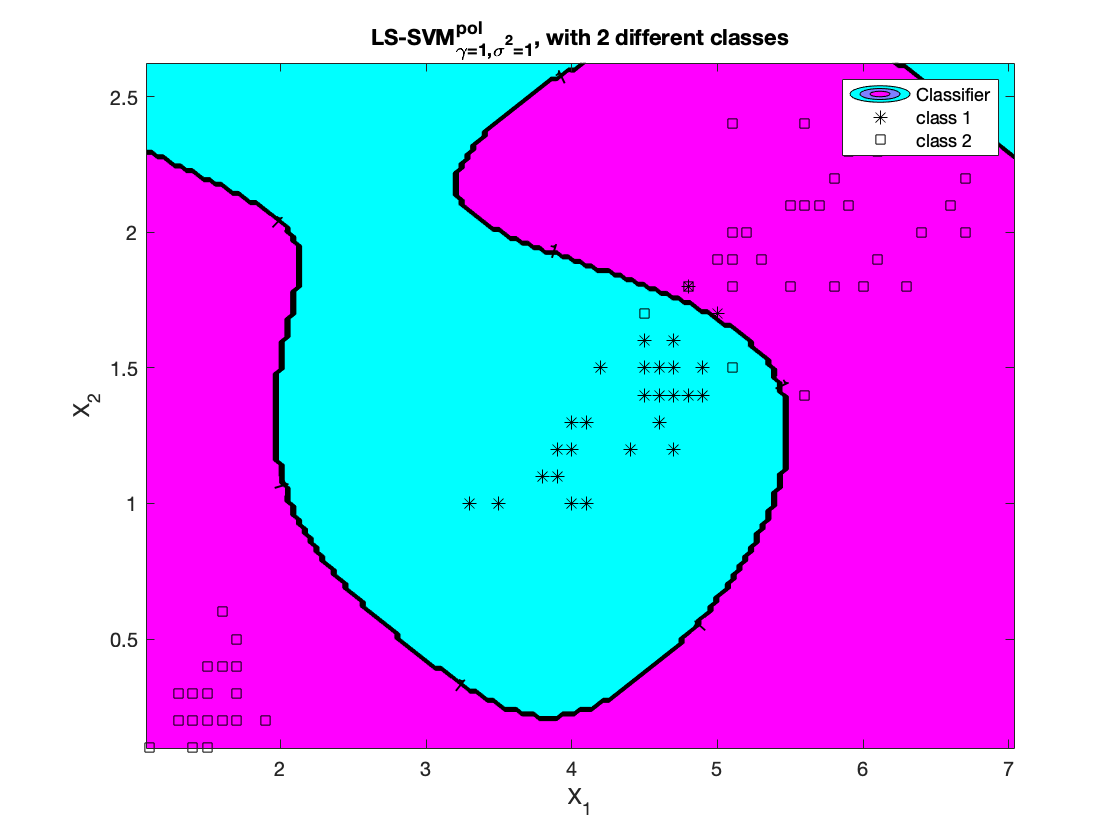 LS-SVM^pol_γ=1,σ²=1, with 2 different classes
Classifier
class 1
class 2
2.5
2
1.5
1
0.5
X_2
2
3
4
5
6
7
X_1